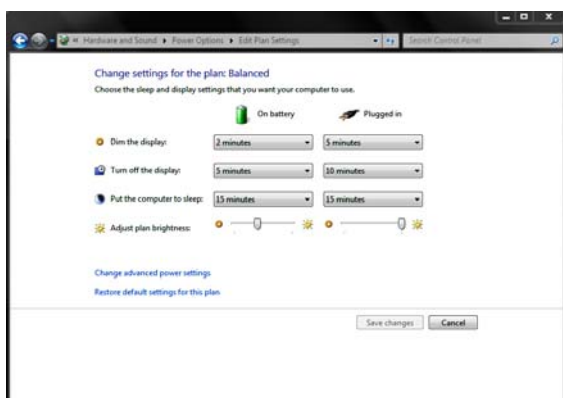 « Hardware and Sound ▸ Power Options ▸ Edit Plan Settings
Search Control Panel
Change settings for the plan: Balanced
Choose the sleep and display settings that you want your computer to use.
On battery Plugged in
Dim the display: 2 minutes 5 minutes
Turn off the display: 5 minutes 10 minutes
Put the computer to sleep: 15 minutes 15 minutes
Adjust plan brightness:
Change advanced power settings
Restore default settings for this plan
Save changes Cancel